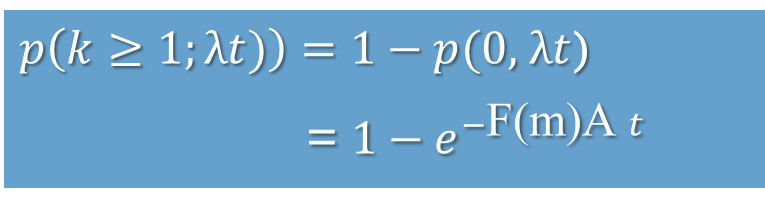 p(k ≥ 1; λt)) = 1 − p(0, λt)
= 1 − e^−F(m)A t